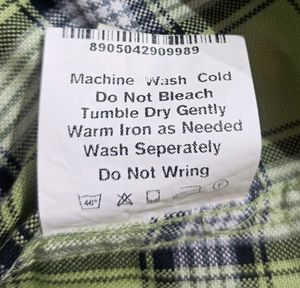 8905042909989
Machine Wash Cold
Do Not Bleach
Tumble Dry Gently
Warm Iron as Needed
Wash Seperately
Do Not Wring
40°
P